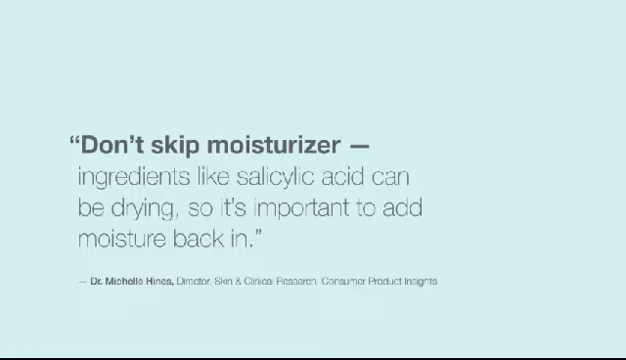 “Don’t skip moisturizer —
ingredients like salicylic acid can
be drying, so it’s important to add
moisture back in.”
— Dr. Michelle Hines, Director, Skin & Clinical Research, Consumer Product Insights